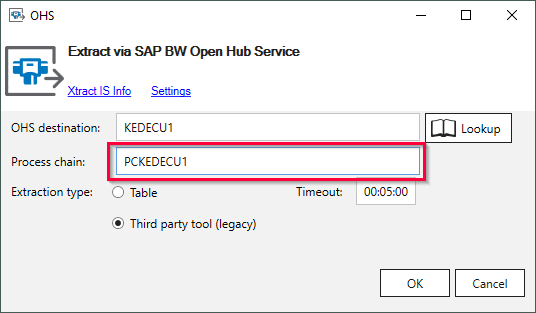 OHS
Extract via SAP BW Open Hub Service
Xtract IS Info Settings
OHS destination: KEDECU1 Lookup
Process chain: PCKEDECU1
Extraction type: Table Timeout: 00:05:00
Third party tool (legacy)
OK Cancel